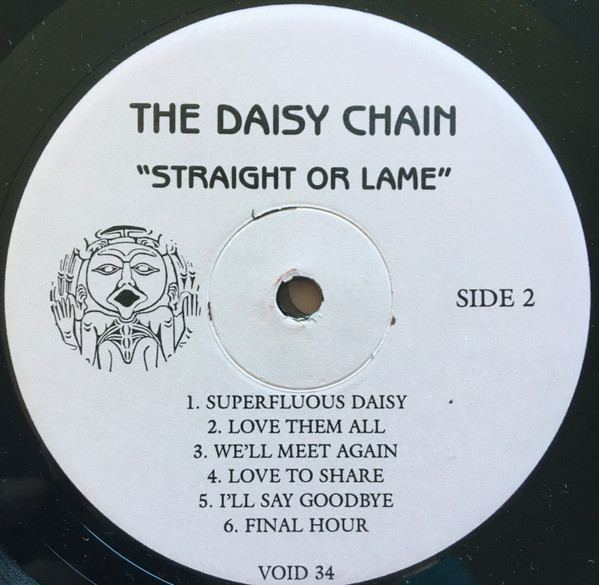 THE DAISY CHAIN
"STRAIGHT OR LAME"
SIDE 2
1. SUPERFLUOUS DAISY
2. LOVE THEM ALL
3. WE'LL MEET AGAIN
4. LOVE TO SHARE
5. I'LL SAY GOODBYE
6. FINAL HOUR
VOID 34